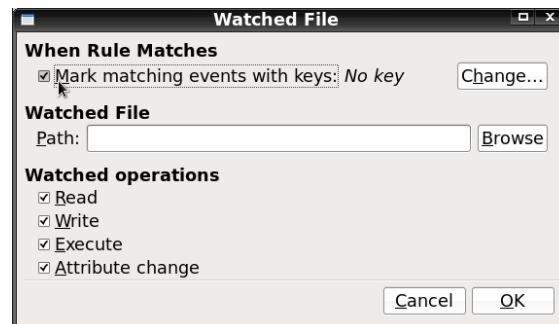 Watched File
When Rule Matches
Mark matching events with keys: No key Change...
Watched File
Path: Browse
Watched operations
Read
Write
Execute
Attribute change
Cancel OK